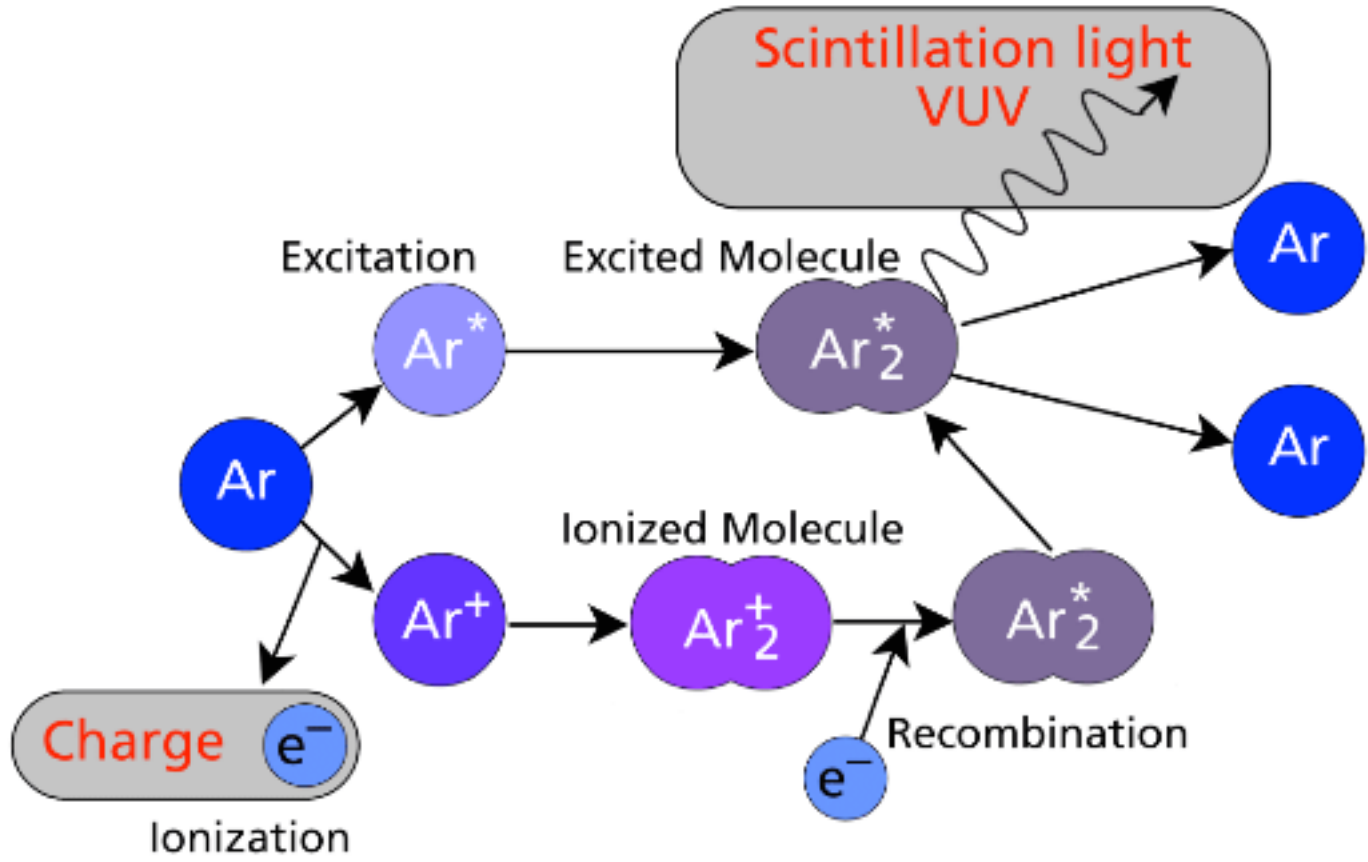 Scintillation light
VUV
Excitation
Excited Molecule
Ar
Ar*
Ar₂*
Ar
Ar
Ionized Molecule
Ar⁺
Ar₂⁺
Ar₂*
Charge e⁻
e⁻
Recombination
Ionization